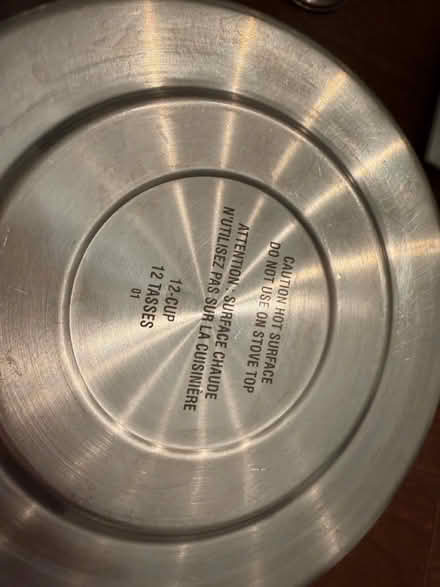 CAUTION HOT SURFACE
DO NOT USE ON STOVE TOP
ATTENTION : SURFACE CHAUDE
N'UTILISEZ PAS SUR LA CUISINIÈRE
12-CUP
12 TASSES
01